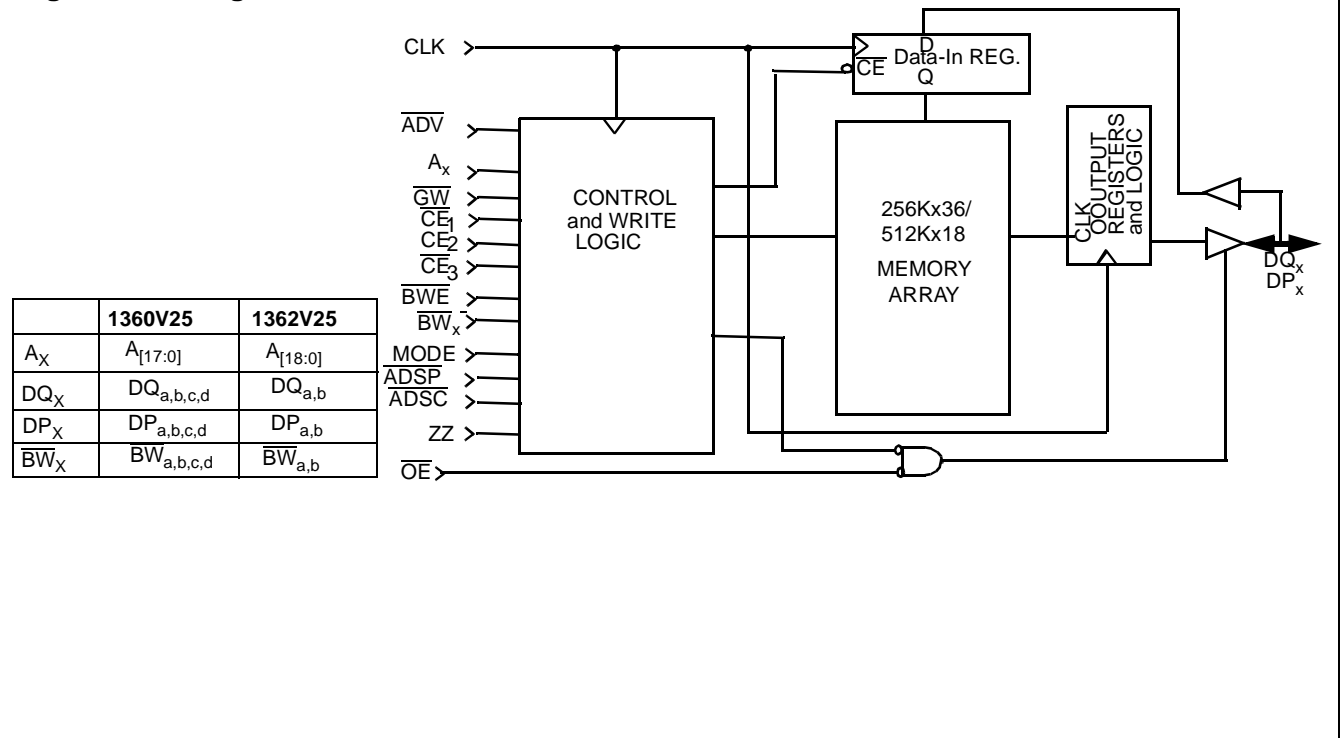 CLK
D
CE
Data-In REG.
Q
ADV
Ax
GW
CE1
CE2
CE3
BWE
BWx
MODE
ADSP
ADSC
ZZ
OE
CONTROL
and WRITE
LOGIC
256Kx36/
512Kx18
MEMORY
ARRAY
CLK
OOUTPUT
REGISTERS
and LOGIC
DQx
DPx
1360V25 1362V25
AX A[17:0] A[18:0]
DQX DQa,b,c,d DQa,b
DPX DPa,b,c,d DPa,b
BWX BWa,b,c,d BWa,b